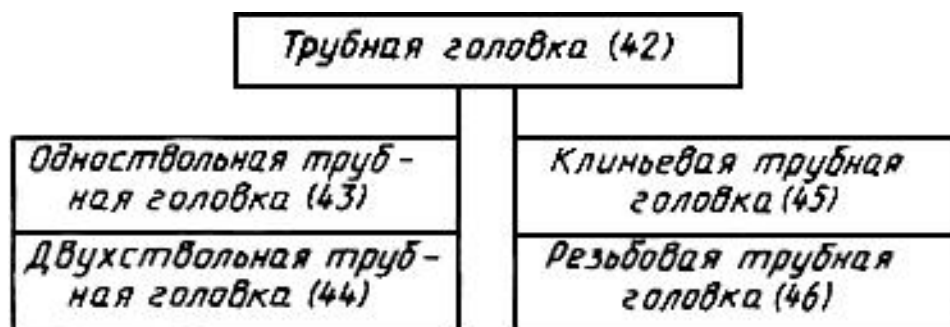 Трубная головка (42)
Одноствольная труб-
ная головка (43)
Двухствольная труб-
ная головка (44)
Клиньевая трубная
головка (45)
Резьбовая трубная
головка (46)